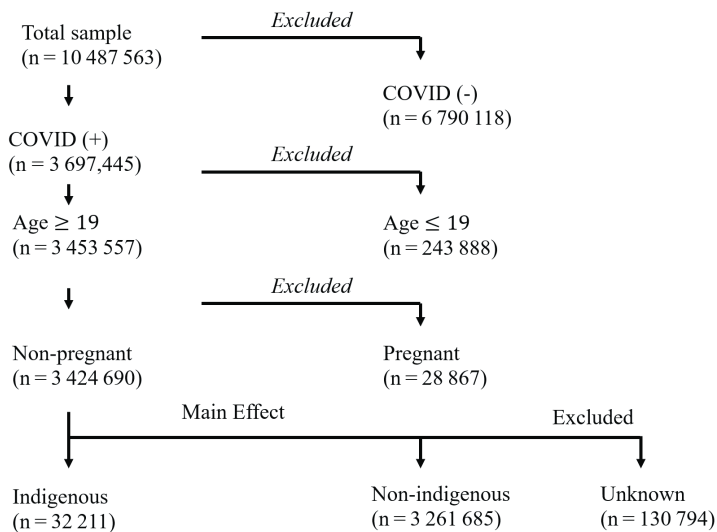 Total sample
(n = 10 487 563)
Excluded
COVID (-)
(n = 6 790 118)
COVID (+)
(n = 3 697,445)
Excluded
Age ≥ 19
(n = 3 453 557)
Age ≤ 19
(n = 243 888)
Excluded
Non-pregnant
(n = 3 424 690)
Pregnant
(n = 28 867)
Main Effect
Excluded
Indigenous
(n = 32 211)
Non-indigenous
(n = 3 261 685)
Unknown
(n = 130 794)